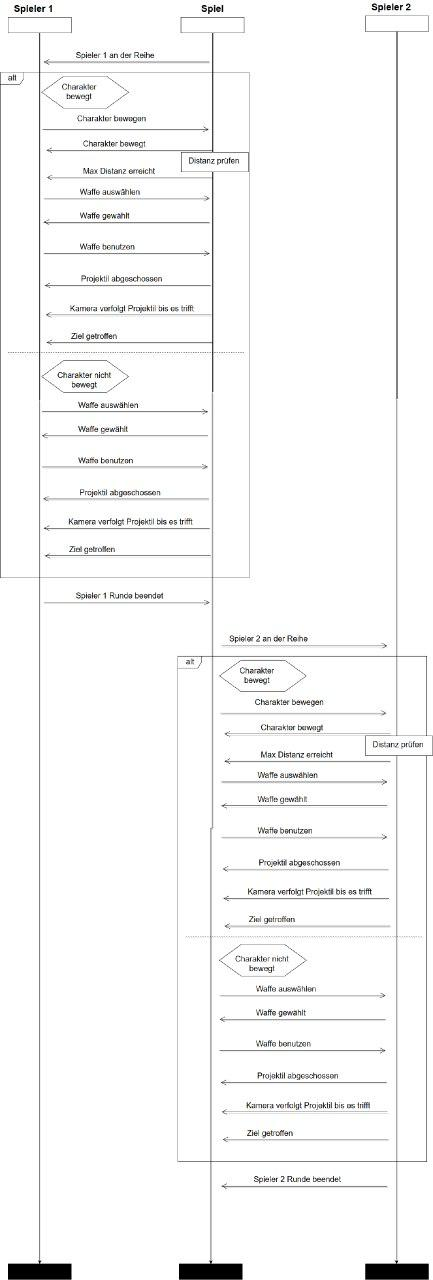 Spieler 1
Spiel
Spieler 2
Spieler 1 an der Reihe
alt
Charakter
bewegt
Charakter bewegen
Charakter bewegt
Distanz prüfen
Max Distanz erreicht
Waffe auswählen
Waffe gewählt
Waffe benutzen
Projektil abgeschossen
Kamera verfolgt Projektil bis es trifft
Ziel getroffen
Charakter nicht
bewegt
Waffe auswählen
Waffe gewählt
Waffe benutzen
Projektil abgeschossen
Kamera verfolgt Projektil bis es trifft
Ziel getroffen
Spieler 1 Runde beendet
Spieler 2 an der Reihe
alt
Charakter
bewegt
Charakter bewegen
Charakter bewegt
Distanz prüfen
Max Distanz erreicht
Waffe auswählen
Waffe gewählt
Waffe benutzen
Projektil abgeschossen
Kamera verfolgt Projektil bis es trifft
Ziel getroffen
Charakter nicht
bewegt
Waffe auswählen
Waffe gewählt
Waffe benutzen
Projektil abgeschossen
Kamera verfolgt Projektil bis es trifft
Ziel getroffen
Spieler 2 Runde beendet